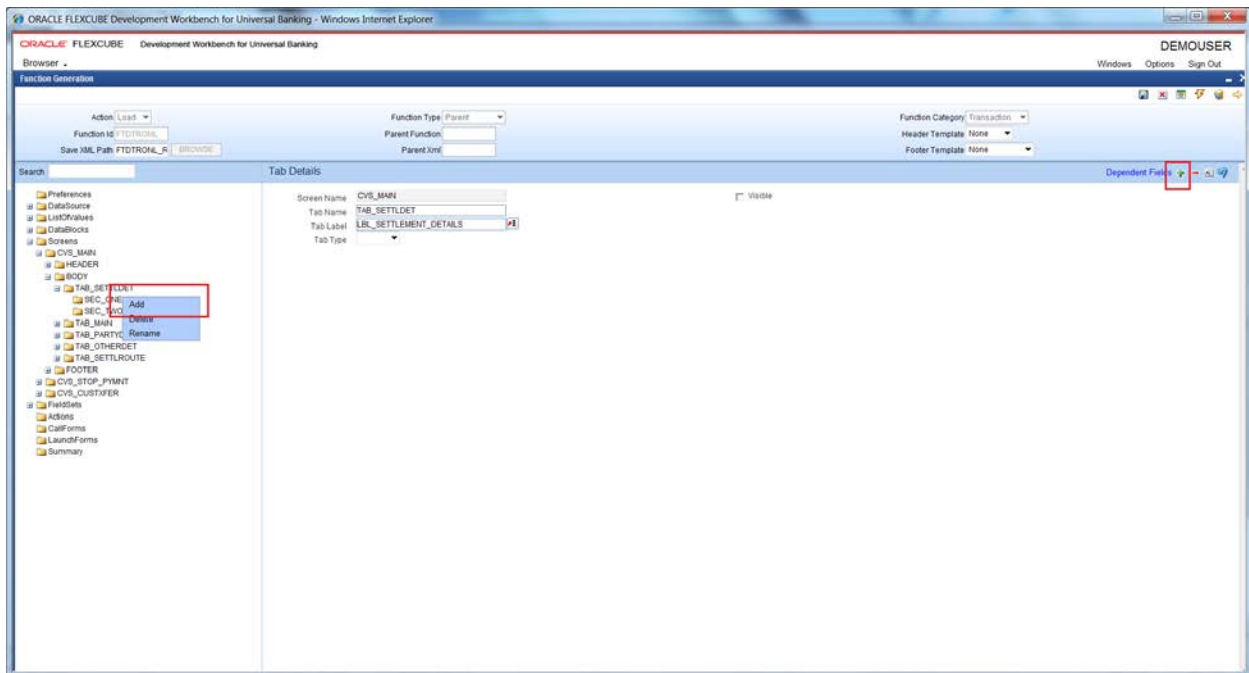 ORACLE FLEXCUBE Development Workbench for Universal Banking - Windows Internet Explorer
ORACLE FLEXCUBE Development Workbench for Universal Banking
DEMOUSER
Browser
Windows Options Sign Out
Function Generation
Action Load Function Type Parent Function Category Transaction
Function Id FTDTRONL Parent Function Header Template None
Save XML Path FTDTRONL_R BROWSE Parent Xml Footer Template None
Search Tab Details Dependent Fields
Preferences
DataSource
ListOfValues
DataBlocks
Screens
CVS_MAIN
HEADER
BODY
TAB_SETTLDET
SEC_ONE
SEC_TWO
TAB_MAIN
TAB_OTHERDET
TAB_SETTLROUTE
FOOTER
CVS_STOP_PYMNT
CVS_CUSTXFER
FieldSets
Actions
CallForms
LaunchForms
Summary
Add
Delete
Rename
Screen Name CVS_MAIN Visible
Tab Name TAB_SETTLDET
Tab Label LBL_SETTLEMENT_DETAILS
Tab Type